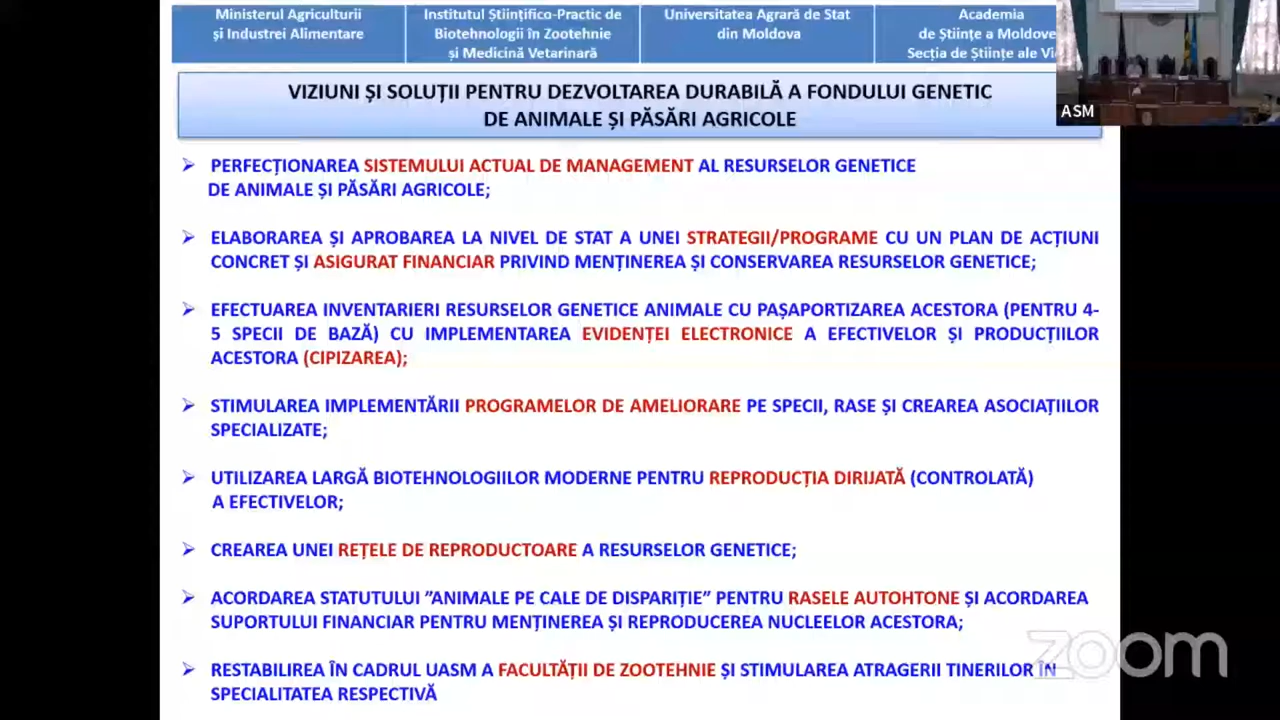 Ministerul Agriculturii
și Industrei Alimentare
Institutul Științifico-Practic de
Biotehnologii în Zootehnie
și Medicină Vetarinară
Universitatea Agrară de Stat
din Moldova
Academia
de Științe a Moldove
Secția de Științe ale Vi
ASM
VIZIUNI ȘI SOLUȚII PENTRU DEZVOLTAREA DURABILĂ A FONDULUI GENETIC
DE ANIMALE ȘI PĂSĂRI AGRICOLE
➢ PERFECȚIONAREA SISTEMULUI ACTUAL DE MANAGEMENT AL RESURSELOR GENETICE
DE ANIMALE ȘI PĂSĂRI AGRICOLE;
➢ ELABORAREA ȘI APROBAREA LA NIVEL DE STAT A UNEI STRATEGII/PROGRAME CU UN PLAN DE ACȚIUNI
CONCRET ȘI ASIGURAT FINANCIAR PRIVIND MENȚINEREA ȘI CONSERVAREA RESURSELOR GENETICE;
➢ EFECTUAREA INVENTARIERI RESURSELOR GENETICE ANIMALE CU PAȘAPORTIZAREA ACESTORA (PENTRU 4-
5 SPECII DE BAZĂ) CU IMPLEMENTAREA EVIDENȚEI ELECTRONICE A EFECTIVELOR ȘI PRODUCȚIILOR
ACESTORA (CIPIZAREA);
➢ STIMULAREA IMPLEMENTĂRII PROGRAMELOR DE AMELIORARE PE SPECII, RASE ȘI CREAREA ASOCIAȚIILOR
SPECIALIZATE;
➢ UTILIZAREA LARGĂ BIOTEHNOLOGIILOR MODERNE PENTRU REPRODUCȚIA DIRIJATĂ (CONTROLATĂ)
A EFECTIVELOR;
➢ CREAREA UNEI REȚELE DE REPRODUCTOARE A RESURSELOR GENETICE;
➢ ACORDAREA STATUTULUI ”ANIMALE PE CALE DE DISPARIȚIE” PENTRU RASELE AUTOHTONE ȘI ACORDAREA
SUPORTULUI FINANCIAR PENTRU MENȚINEREA ȘI REPRODUCEREA NUCLEELOR ACESTORA;
➢ RESTABILIREA ÎN CADRUL UASM A FACULTĂȚII DE ZOOTEHNIE ȘI STIMULAREA ATRAGERII TINERILOR ÎN
SPECIALITATEA RESPECTIVĂ
zoom